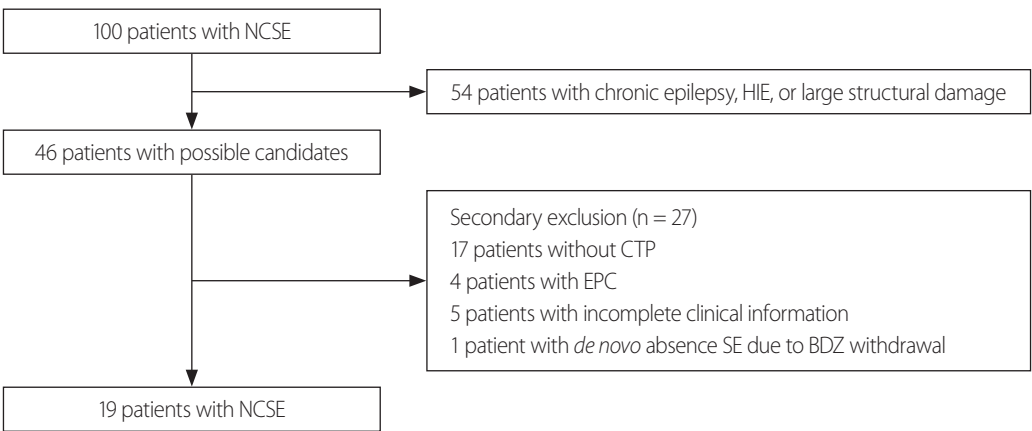 100 patients with NCSE
54 patients with chronic epilepsy, HIE, or large structural damage
46 patients with possible candidates
Secondary exclusion (n = 27)
17 patients without CTP
4 patients with EPC
5 patients with incomplete clinical information
1 patient with de novo absence SE due to BDZ withdrawal
19 patients with NCSE